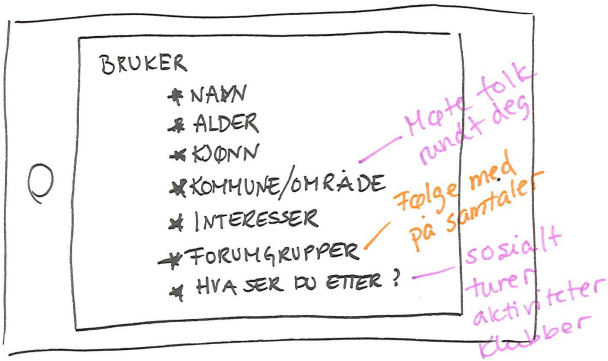 BRUKER
* NAVN
* ALDER
* KJØNN
* KOMMUNE/OMRÅDE
* INTERESSER
* FORUMGRUPPER
* HVA SER DU ETTER?
Møte folk
rundt deg
Følge med
på samtaler
sosialt
turer
aktiviteter
klubber